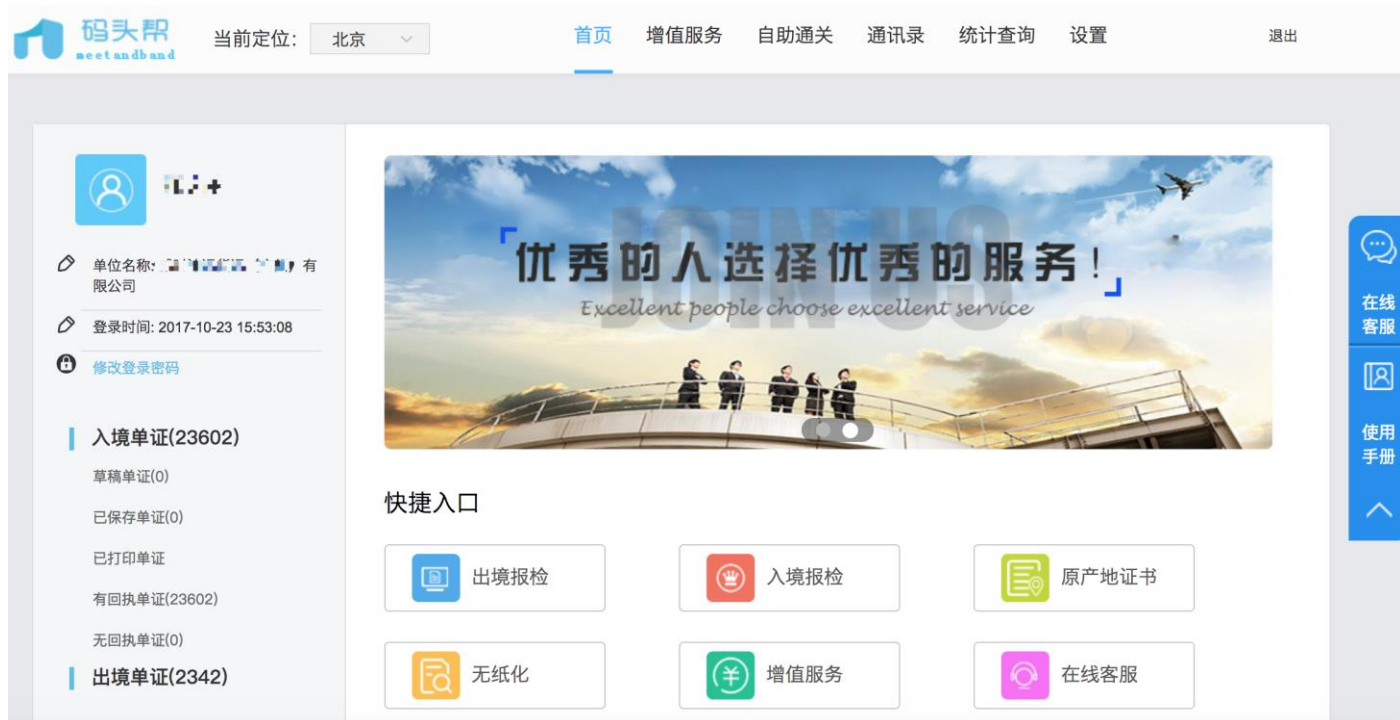 码头帮
meetandband
当前定位: 北京
首页 增值服务 自助通关 通讯录 统计查询 设置
退出
单位名称: 有
限公司
登录时间: 2017-10-23 15:53:08
修改登录密码
入境单证(23602)
草稿单证(0)
已保存单证(0)
已打印单证
有回执单证(23602)
无回执单证(0)
出境单证(2342)
JOIN US
「优秀的人选择优秀的服务!」
Excellent people choose excellent service
快捷入口
出境报检
入境报检
原产地证书
无纸化
增值服务
在线客服
在线
客服
使用
手册